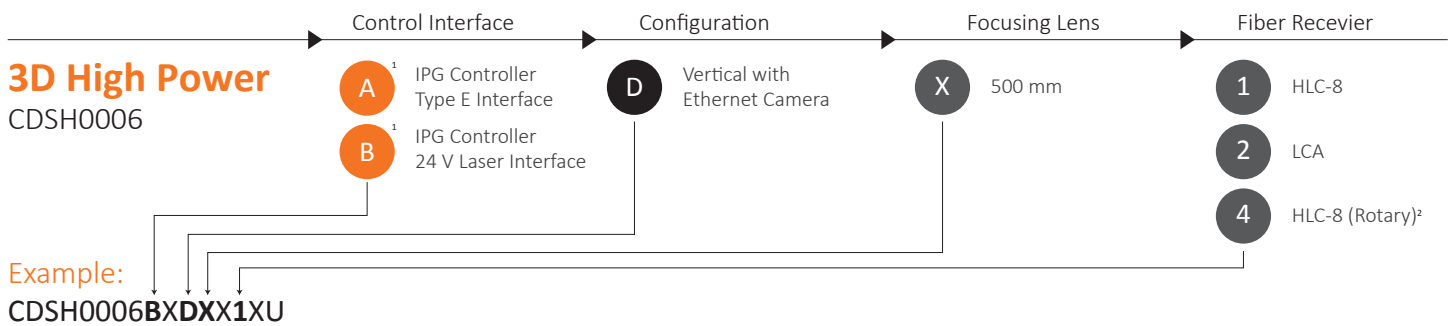 Control Interface
Configuration
Focusing Lens
Fiber Recevier
3D High Power
CDSH0006
A
1
IPG Controller
Type E Interface
B
1
IPG Controller
24 V Laser Interface
D
Vertical with
Ethernet Camera
X
500 mm
1
HLC-8
2
LCA
4
HLC-8 (Rotary)²
Example:
CDSH0006BXDXX1XU